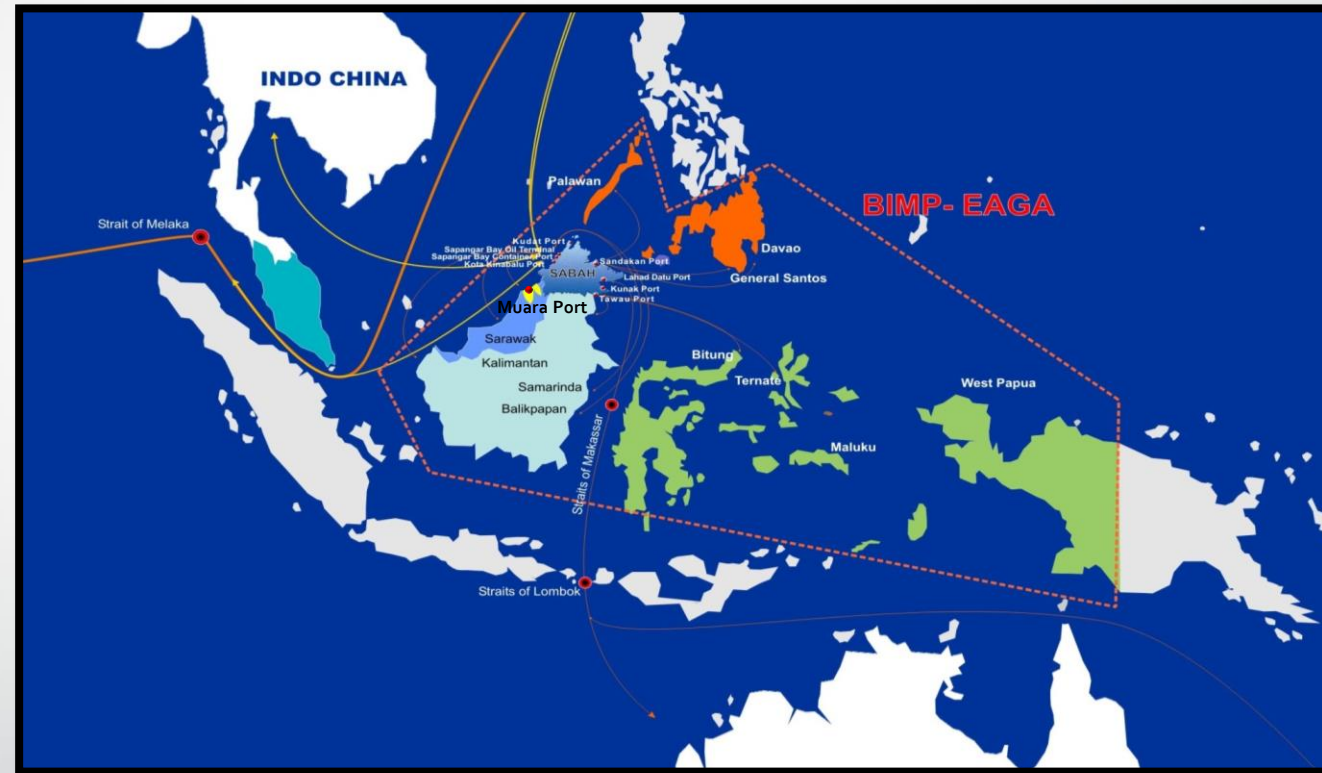 INDO CHINA
Palawan
BIMP- EAGA
Strait of Melaka
Kudat Port
Sapangar Bay Oil Terminal
Sapangar Bay Container Port
Kota Kinabalu Port
SABAH
Sandakan Port
Lahad Datu Port
Kunak Port
Tawau Port
Davao
General Santos
Muara Port
Sarawak
Kalimantan
Samarinda
Balikpapan
Bitung
Ternate
West Papua
Maluku
Straits of Makassar
Straits of Lombok